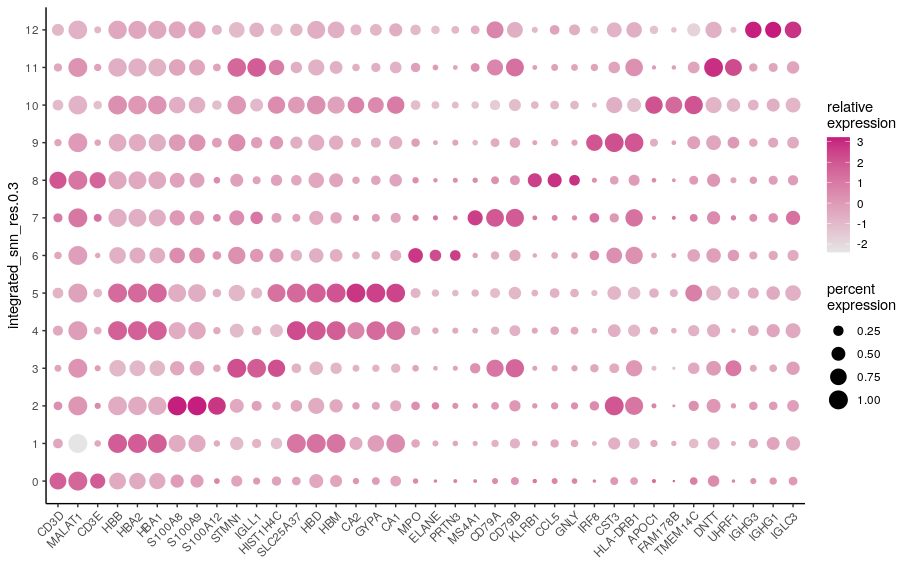 integrated_snn_res.0.3
12
11
10
9
8
7
6
5
4
3
2
1
0
CD3D
MALAT1
CD3E
HBB
HBA2
HBA1
S100A8
S100A9
S100A12
STMN1
IGLL1
HIST1H4C
SLC25A37
HBD
HBM
CA2
GYPA
CA1
MPO
ELANE
PRTN3
MS4A1
CD79A
CD79B
KLRB1
CCL5
GNLY
IRF8
CST3
HLA-DRB1
APOC1
FAM178B
TMEM14C
DNTT
UHRF1
IGHG3
IGHG1
IGLC3
relative
expression
3
2
1
0
-1
-2
percent
expression
0.25
0.50
0.75
1.00